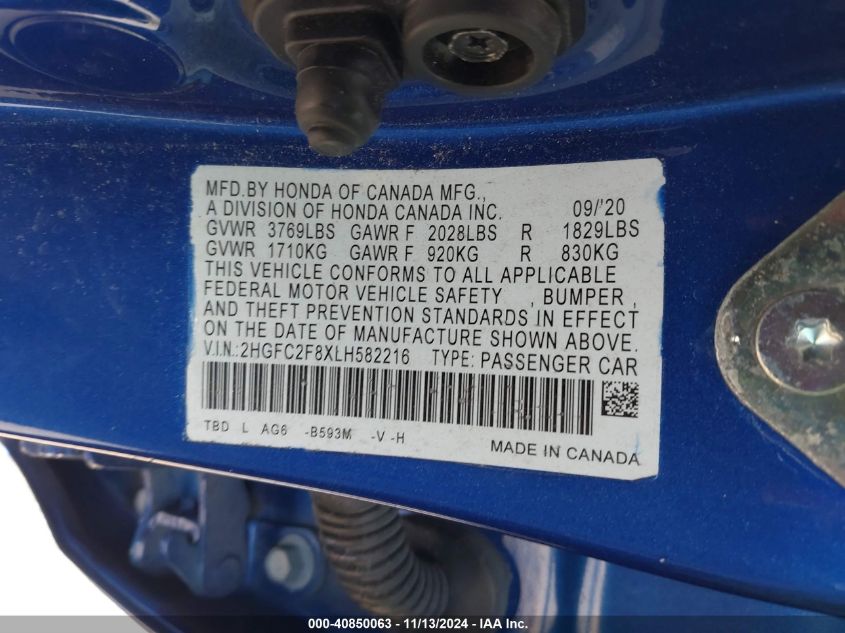 MFD.BY HONDA OF CANADA MFG.,
A DIVISION OF HONDA CANADA INC. 09/'20
GVWR 3769LBS GAWR F 2028LBS R 1829LBS
GVWR 1710KG GAWR F 920KG R 830KG
THIS VEHICLE CONFORMS TO ALL APPLICABLE
FEDERAL MOTOR VEHICLE SAFETY , BUMPER ,
AND THEFT PREVENTION STANDARDS IN EFFECT
ON THE DATE OF MANUFACTURE SHOWN ABOVE.
V.I.N.:2HGFC2F8XLH582216 TYPE: PASSENGER CAR
TBD L AG6 -B593M -V -H
MADE IN CANADA
000-40850063 - 11/13/2024 - IAA Inc.